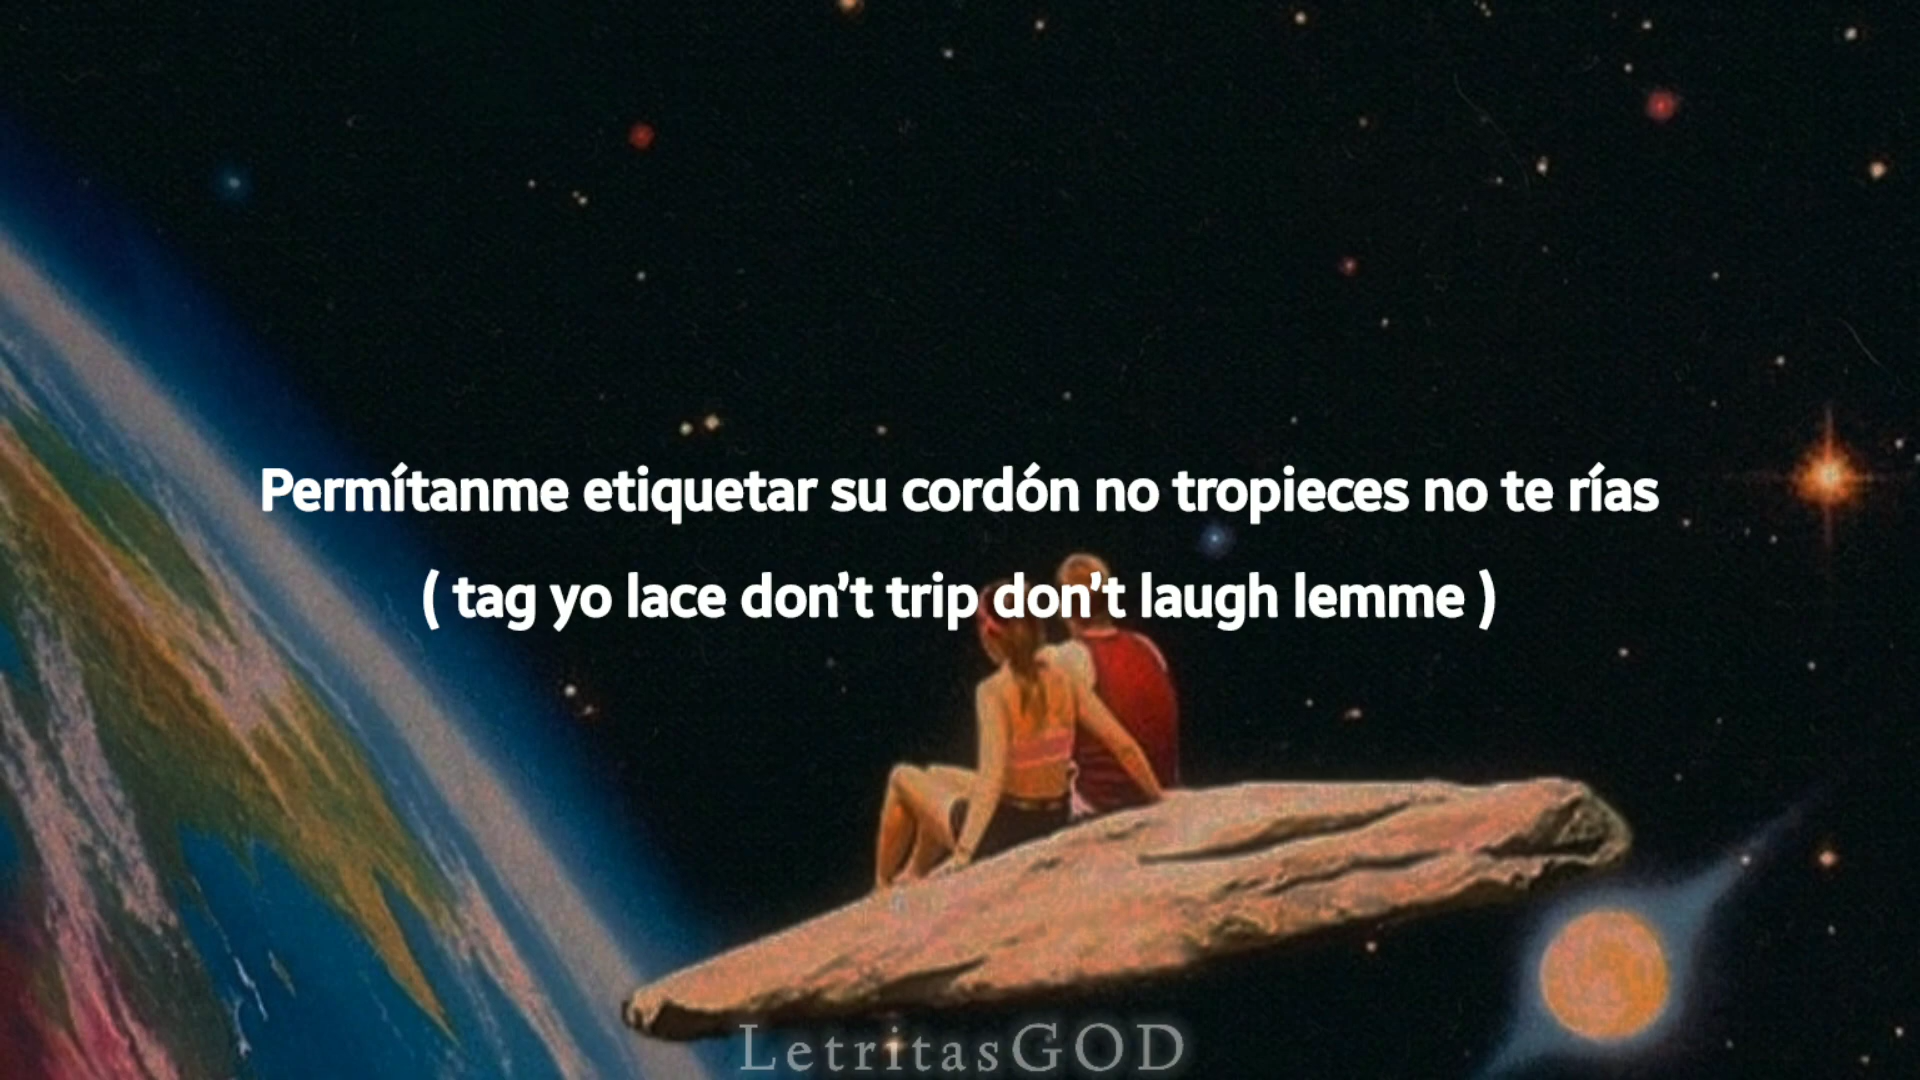 Permítanme etiquetar su cordón no tropieces no te rías
( tag yo lace don't trip don't laugh lemme )
LetritasGOD